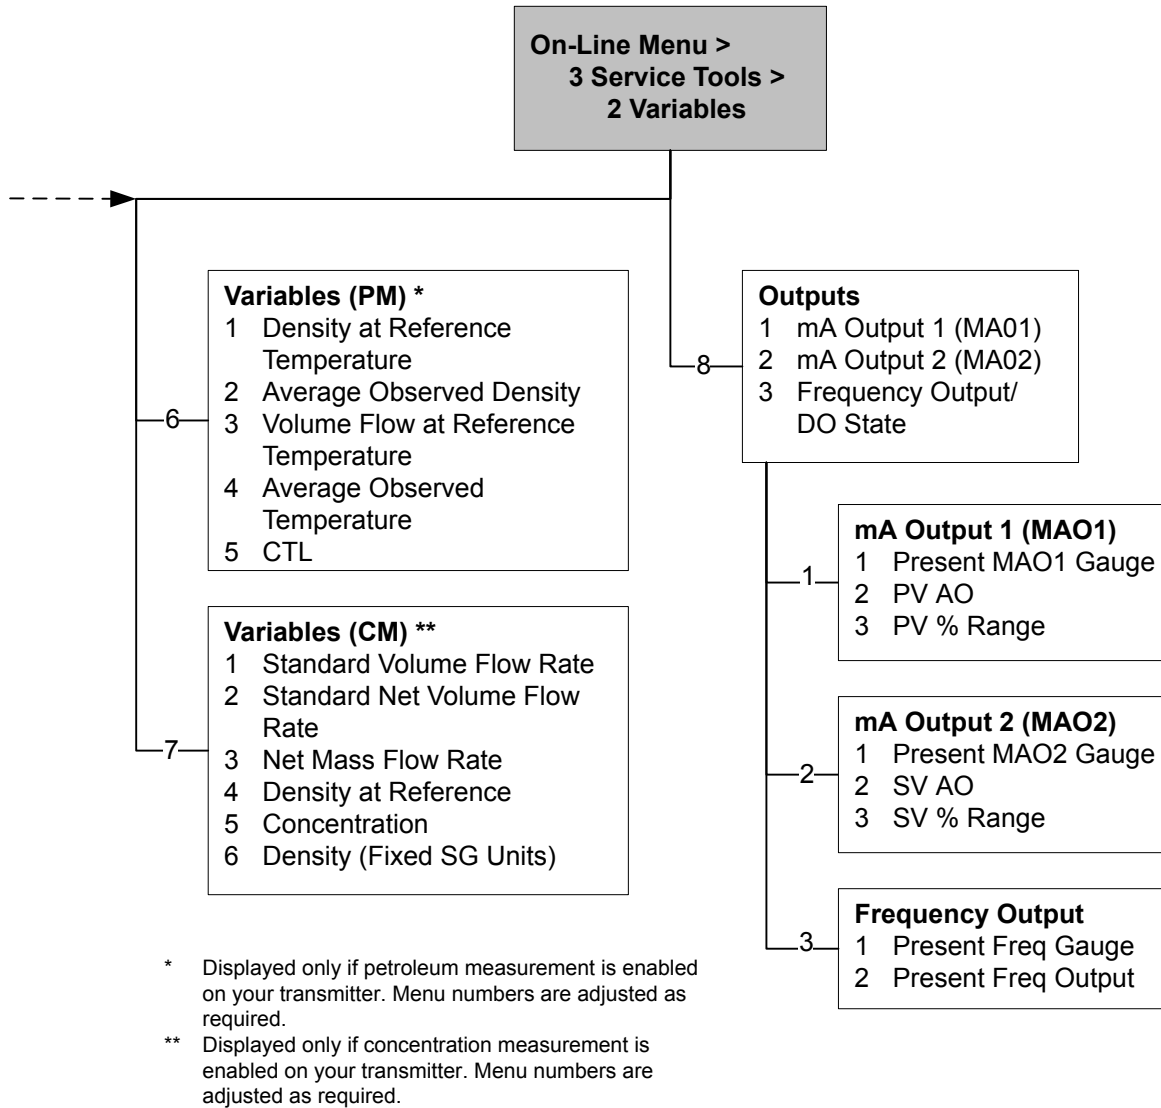 On-Line Menu >
3 Service Tools >
2 Variables
Variables (PM) *
1 Density at Reference
Temperature
2 Average Observed Density
3 Volume Flow at Reference
Temperature
4 Average Observed
Temperature
5 CTL
6
Variables (CM) **
1 Standard Volume Flow Rate
2 Standard Net Volume Flow
Rate
3 Net Mass Flow Rate
4 Density at Reference
5 Concentration
6 Density (Fixed SG Units)
7
Outputs
1 mA Output 1 (MA01)
2 mA Output 2 (MA02)
3 Frequency Output/
DO State
8
mA Output 1 (MAO1)
1 Present MAO1 Gauge
2 PV AO
3 PV % Range
1
mA Output 2 (MAO2)
1 Present MAO2 Gauge
2 SV AO
3 SV % Range
2
Frequency Output
1 Present Freq Gauge
2 Present Freq Output
3
* Displayed only if petroleum measurement is enabled
on your transmitter. Menu numbers are adjusted as
required.
** Displayed only if concentration measurement is
enabled on your transmitter. Menu numbers are
adjusted as required.